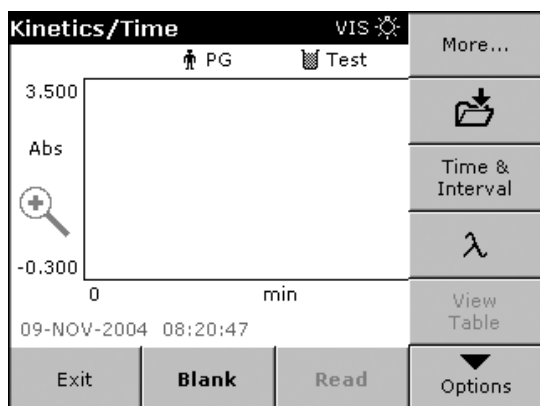 Kinetics/Time VIS
PG Test
3.500
Abs
-0.300
0 min
09-NOV-2004 08:20:47
Exit Blank Read
More...
Time &
Interval
λ
View
Table
Options